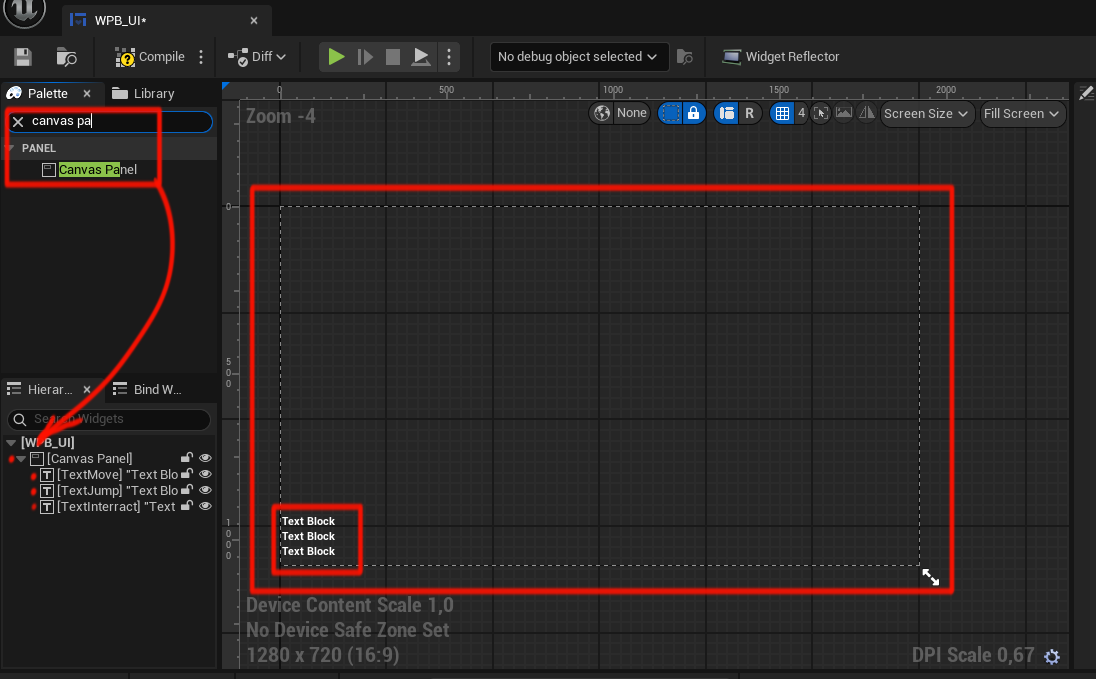 WPB_UI*
Compile
Diff
No debug object selected
Widget Reflector
Palette
Library
canvas pa
PANEL
Canvas Panel
0 500 1000 1500 2000
Zoom -4
None
R
4
Screen Size
Fill Screen
0
500
1000
Hierar...
Bind W...
Search Widgets
[WPB_UI]
[Canvas Panel]
[TextMove] "Text Blo
[TextJump] "Text Blo
[TextInterract] "Text
Text Block
Text Block
Text Block
Device Content Scale 1,0
No Device Safe Zone Set
1280 x 720 (16:9)
DPI Scale 0,67